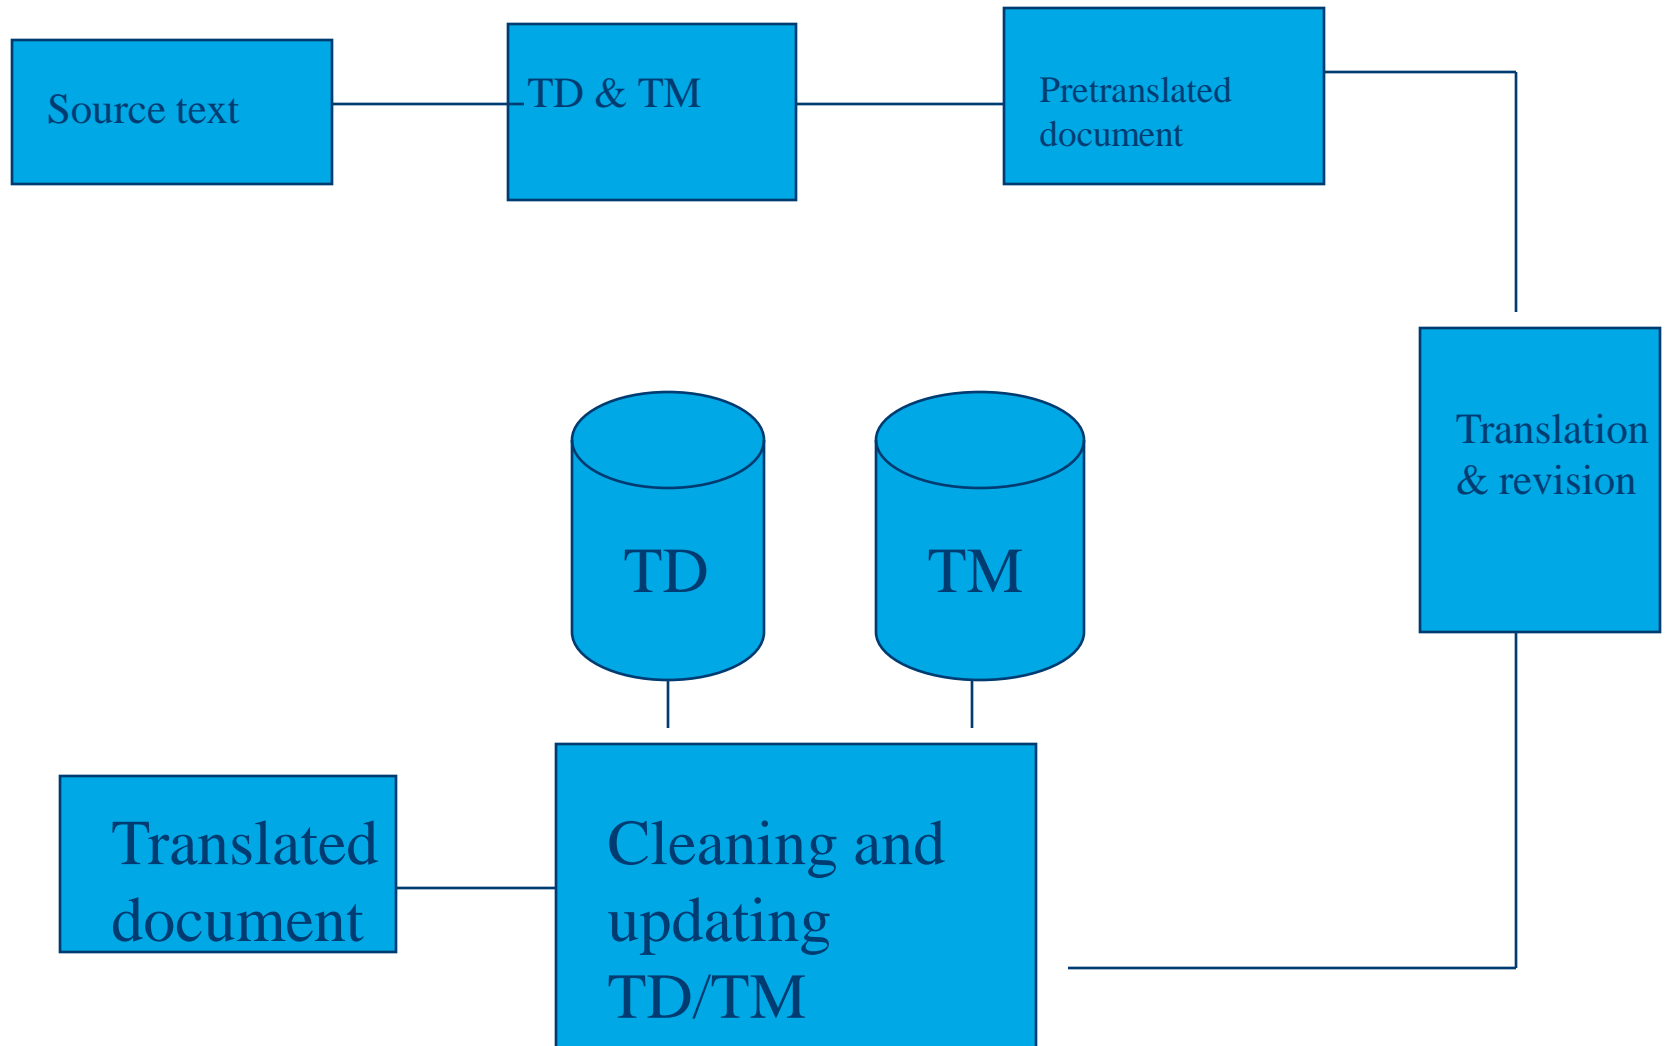 Source text
TD & TM
Pretranslated
document
Translation
& revision
TD
TM
Translated
document
Cleaning and
updating
TD/TM